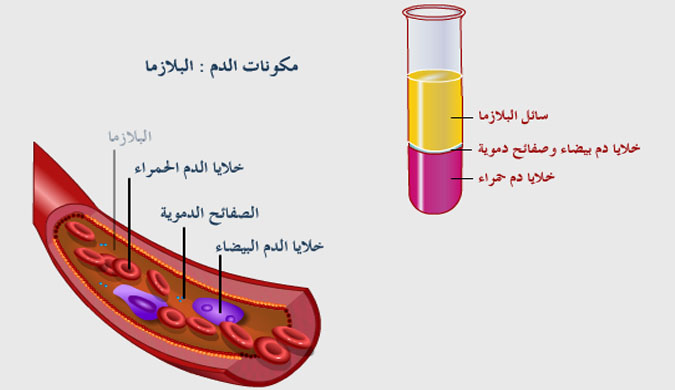 مكونات الدم : البلازما
البلازما
خلايا الدم الحمراء
الصفائح الدموية
خلايا الدم البيضاء
سائل البلازما
خلايا دم بيضاء وصفائح دموية
خلايا دم حمراء